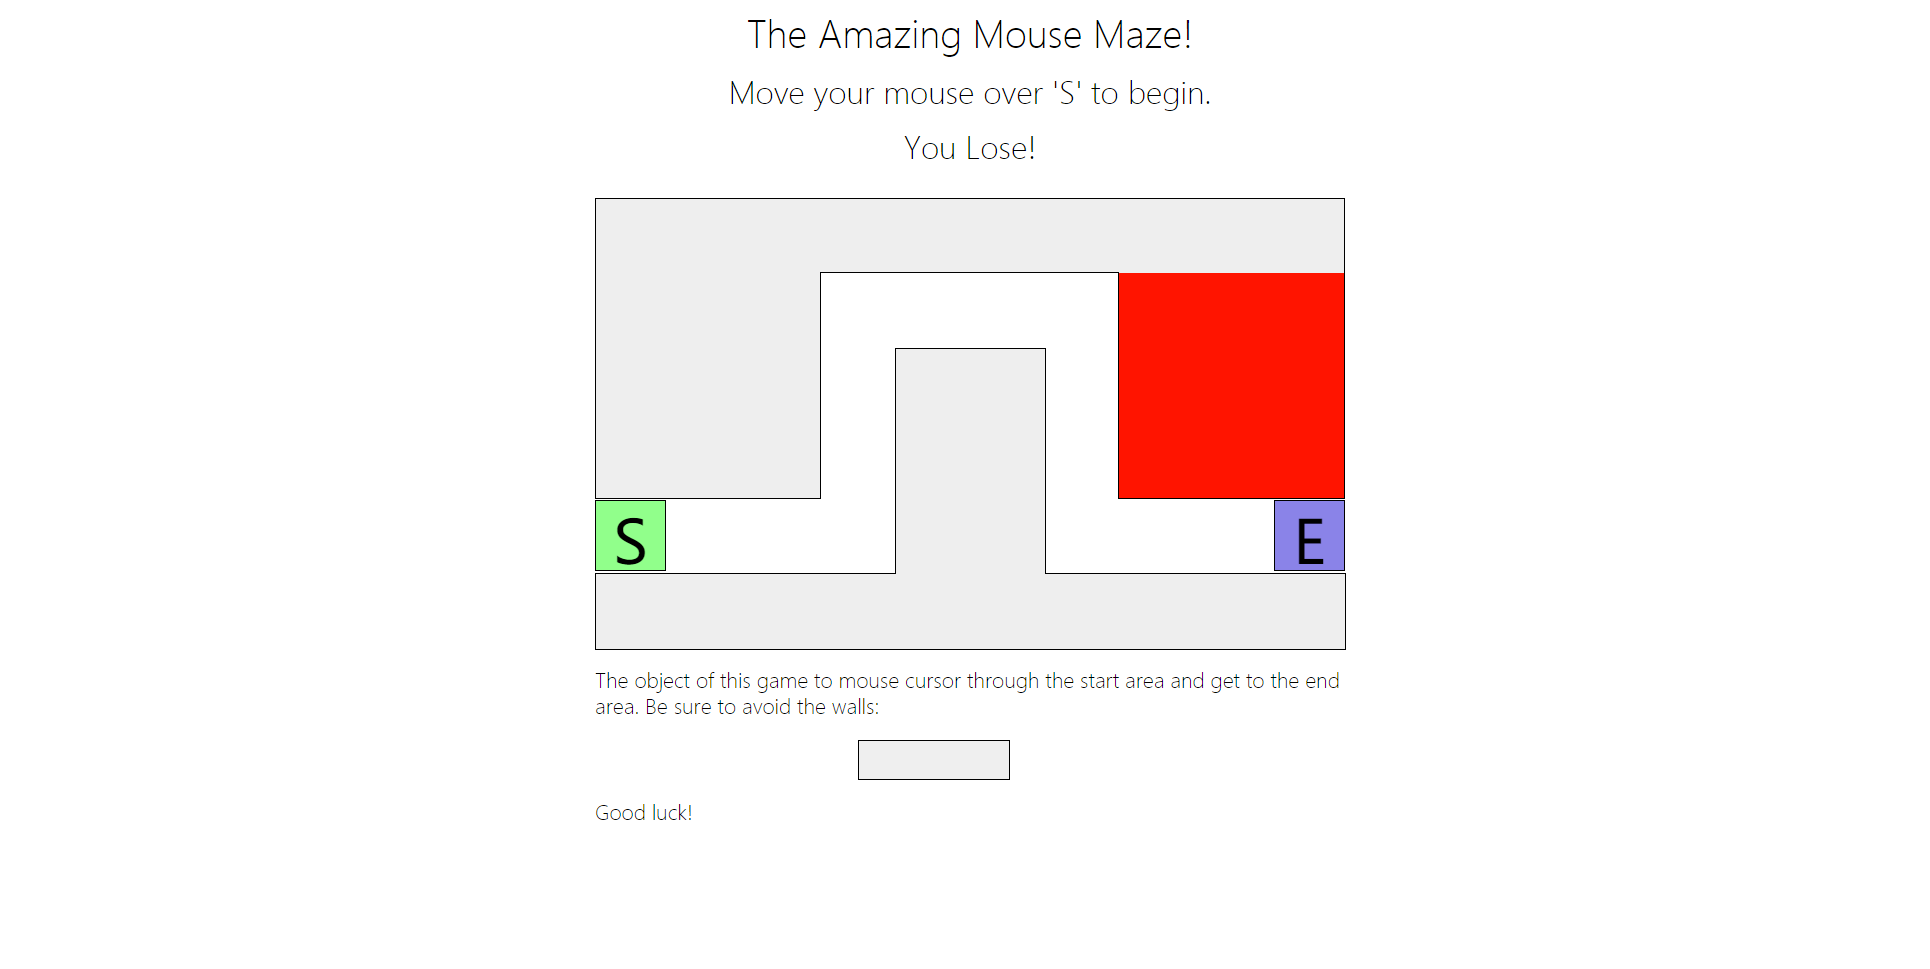 The Amazing Mouse Maze!
Move your mouse over 'S' to begin.
You Lose!
S
E
The object of this game to mouse cursor through the start area and get to the end
area. Be sure to avoid the walls:
Good luck!